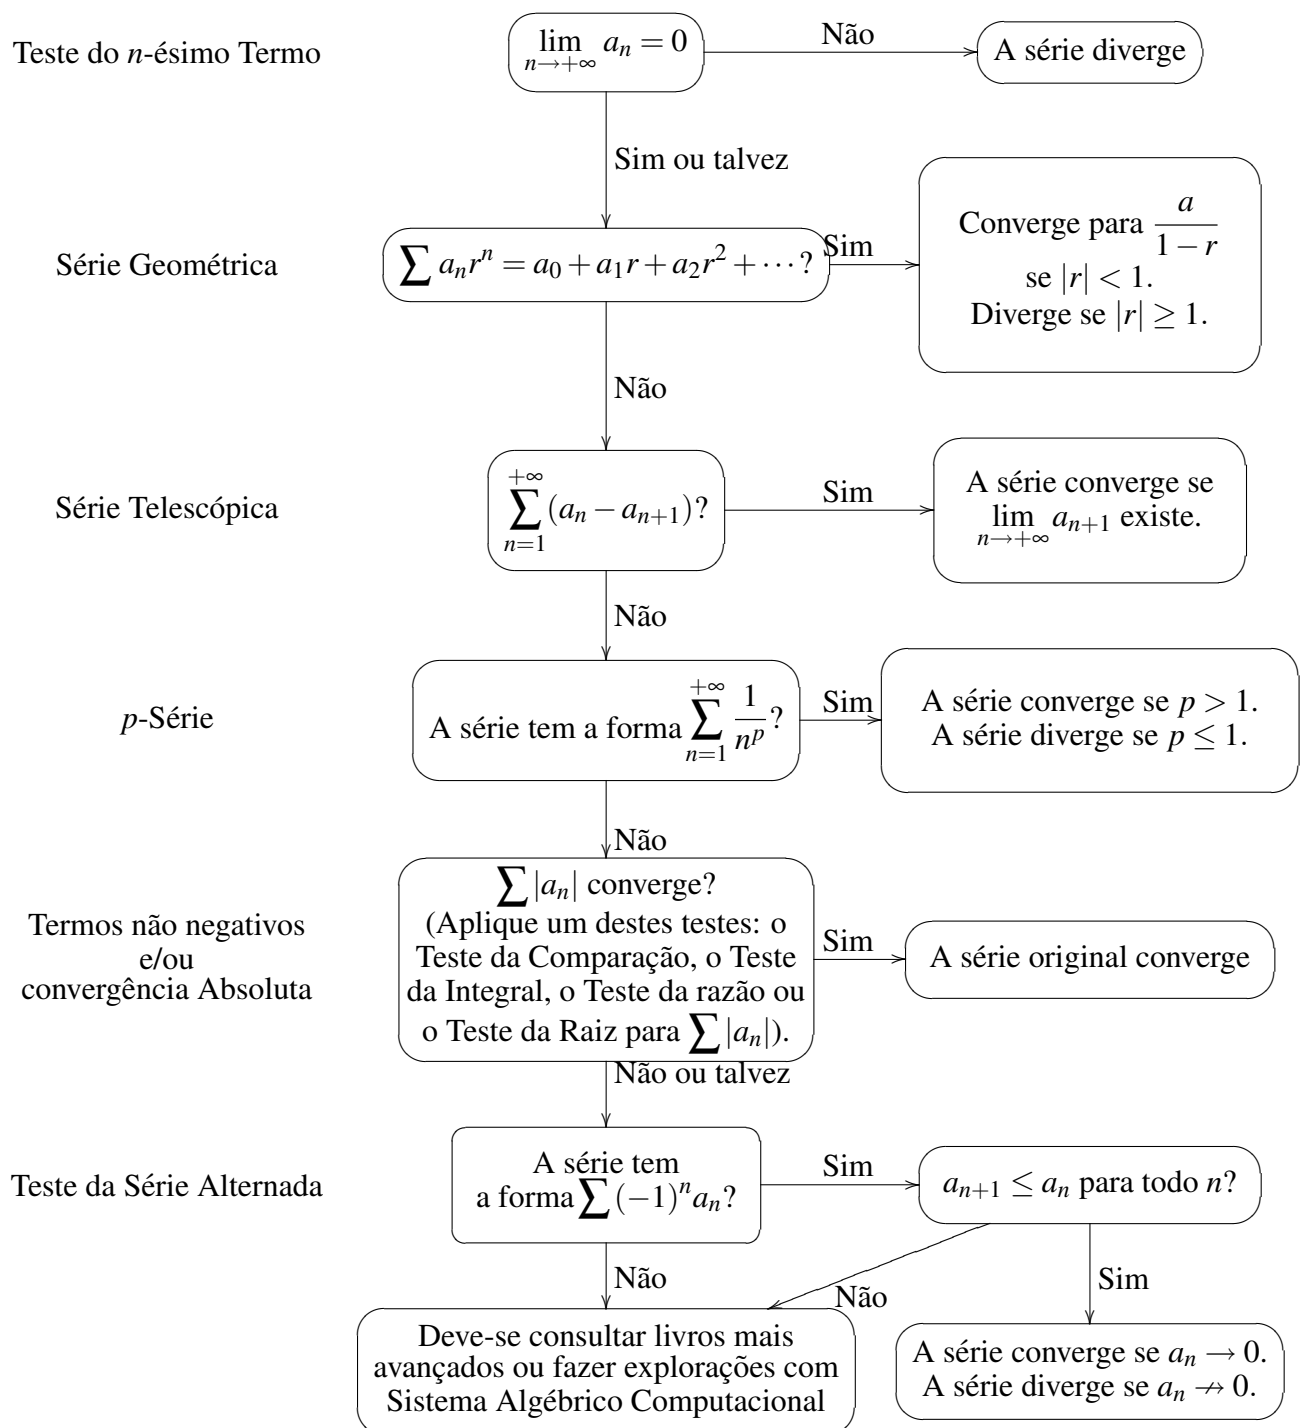 Teste do n-ésimo Termo
lim a_n = 0
n→+∞
Não
A série diverge
Sim ou talvez
Série Geométrica
∑ a_n r^n = a_0 + a_1 r + a_2 r^2 + ⋯?
Sim
Converge para a/(1 − r)
se |r| < 1.
Diverge se |r| ≥ 1.
Não
Série Telescópica
+∞
∑ (a_n − a_{n+1})?
n=1
Sim
A série converge se
lim a_{n+1} existe.
n→+∞
Não
p-Série
+∞
A série tem a forma ∑ 1/n^p?
n=1
Sim
A série converge se p > 1.
A série diverge se p ≤ 1.
Não
Termos não negativos
e/ou
convergência Absoluta
∑ |a_n| converge?
(Aplique um destes testes: o
Teste da Comparação, o Teste
da Integral, o Teste da razão ou
o Teste da Raiz para ∑ |a_n|).
Sim
A série original converge
Não ou talvez
Teste da Série Alternada
A série tem
a forma ∑ (−1)^n a_n?
Sim
a_{n+1} ≤ a_n para todo n?
Não
Não
Sim
Deve-se consultar livros mais
avançados ou fazer explorações com
Sistema Algébrico Computacional
A série converge se a_n → 0.
A série diverge se a_n ↛ 0.